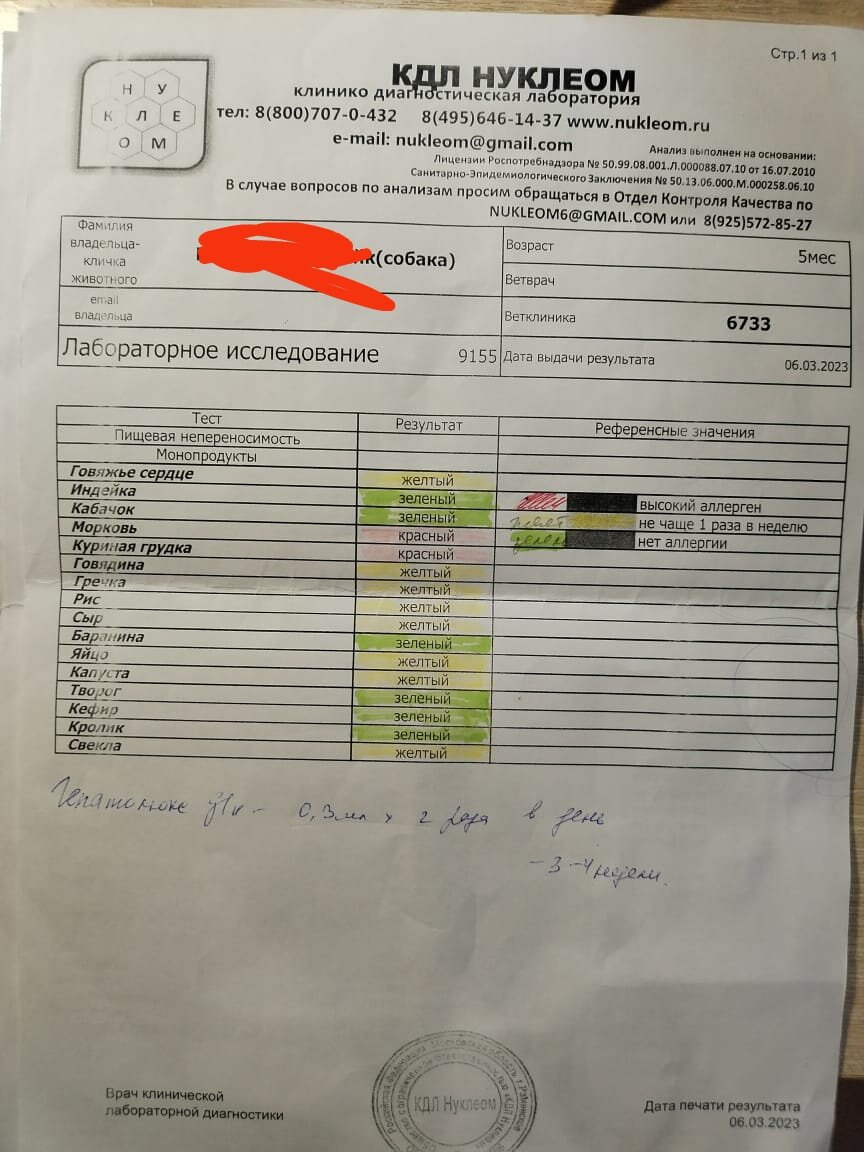 Стр.1 из 1
Н У
К Л Е
О М
КДЛ НУКЛЕОМ
клинико диагностическая лаборатория
тел: 8(800)707-0-432 8(495)646-14-37 www.nukleom.ru
e-mail: nukleom@gmail.com
Анализ выполнен на основании:
Лицензии Роспотребнадзора № 50.99.08.001.Л.000088.07.10 от 16.07.2010
Санитарно-Эпидемиологического Заключения № 50.13.06.000.М.000258.06.10
В случае вопросов по анализам просим обращаться в Отдел Контроля Качества по
NUKLEOM6@GMAIL.COM или 8(925)572-85-27
Фамилия
владельца-
кличка
животного
(собака)
Возраст 5мес
Ветврач
email
владельца
Ветклиника 6733
Лабораторное исследование 9155 Дата выдачи результата 06.03.2023
Тест Результат Референсные значения
Пищевая непереносимость
Монопродукты
Говяжье сердце желтый
Индейка зеленый высокий аллерген
Кабачок зеленый не чаще 1 раза в неделю
Морковь красный нет аллергии
Куриная грудка красный
Говядина желтый
Гречка желтый
Рис желтый
Сыр желтый
Баранина зеленый
Яйцо желтый
Капуста желтый
Творог зеленый
Кефир зеленый
Кролик зеленый
Свекла желтый
0,3мл х 2 раза в день
- 3-4 недели.
Врач клинической
лабораторной диагностики
КДЛ Нуклеом
Дата печати результата
06.03.2023